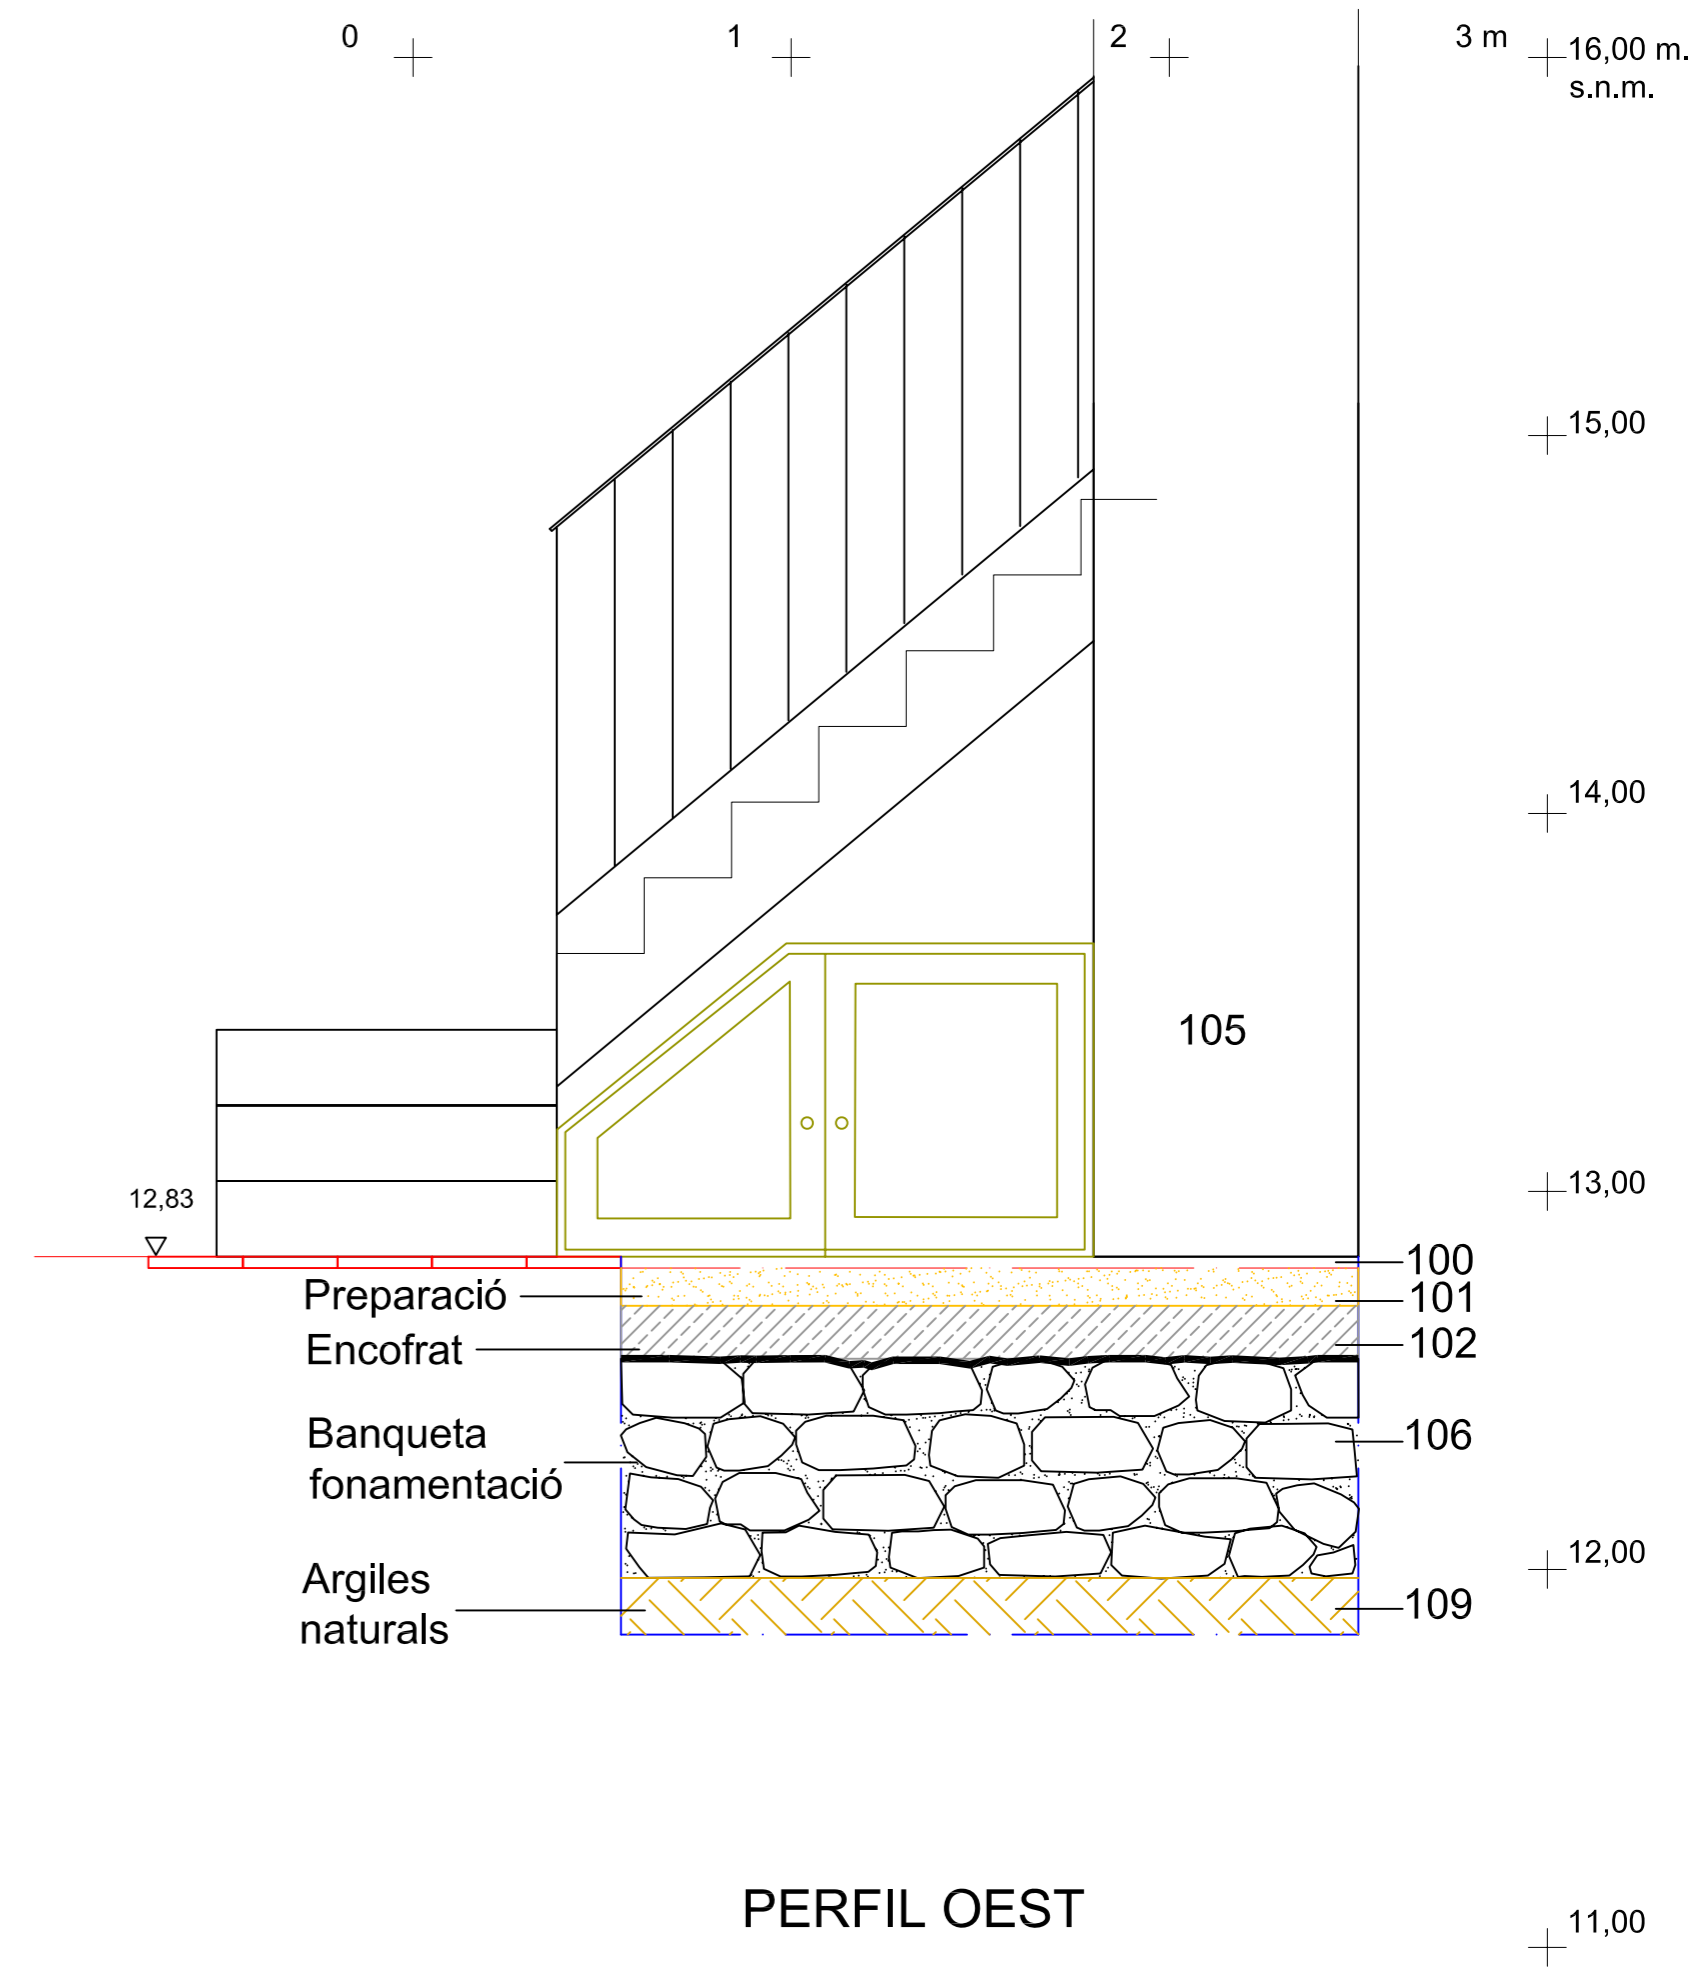 0 1 2 3 m 16,00 m.
s.n.m.
15,00
14,00
105
13,00
12,83
100
Preparació 101
Encofrat 102
Banqueta 106
fonamentació
12,00
Argiles 109
naturals
PERFIL OEST
11,00